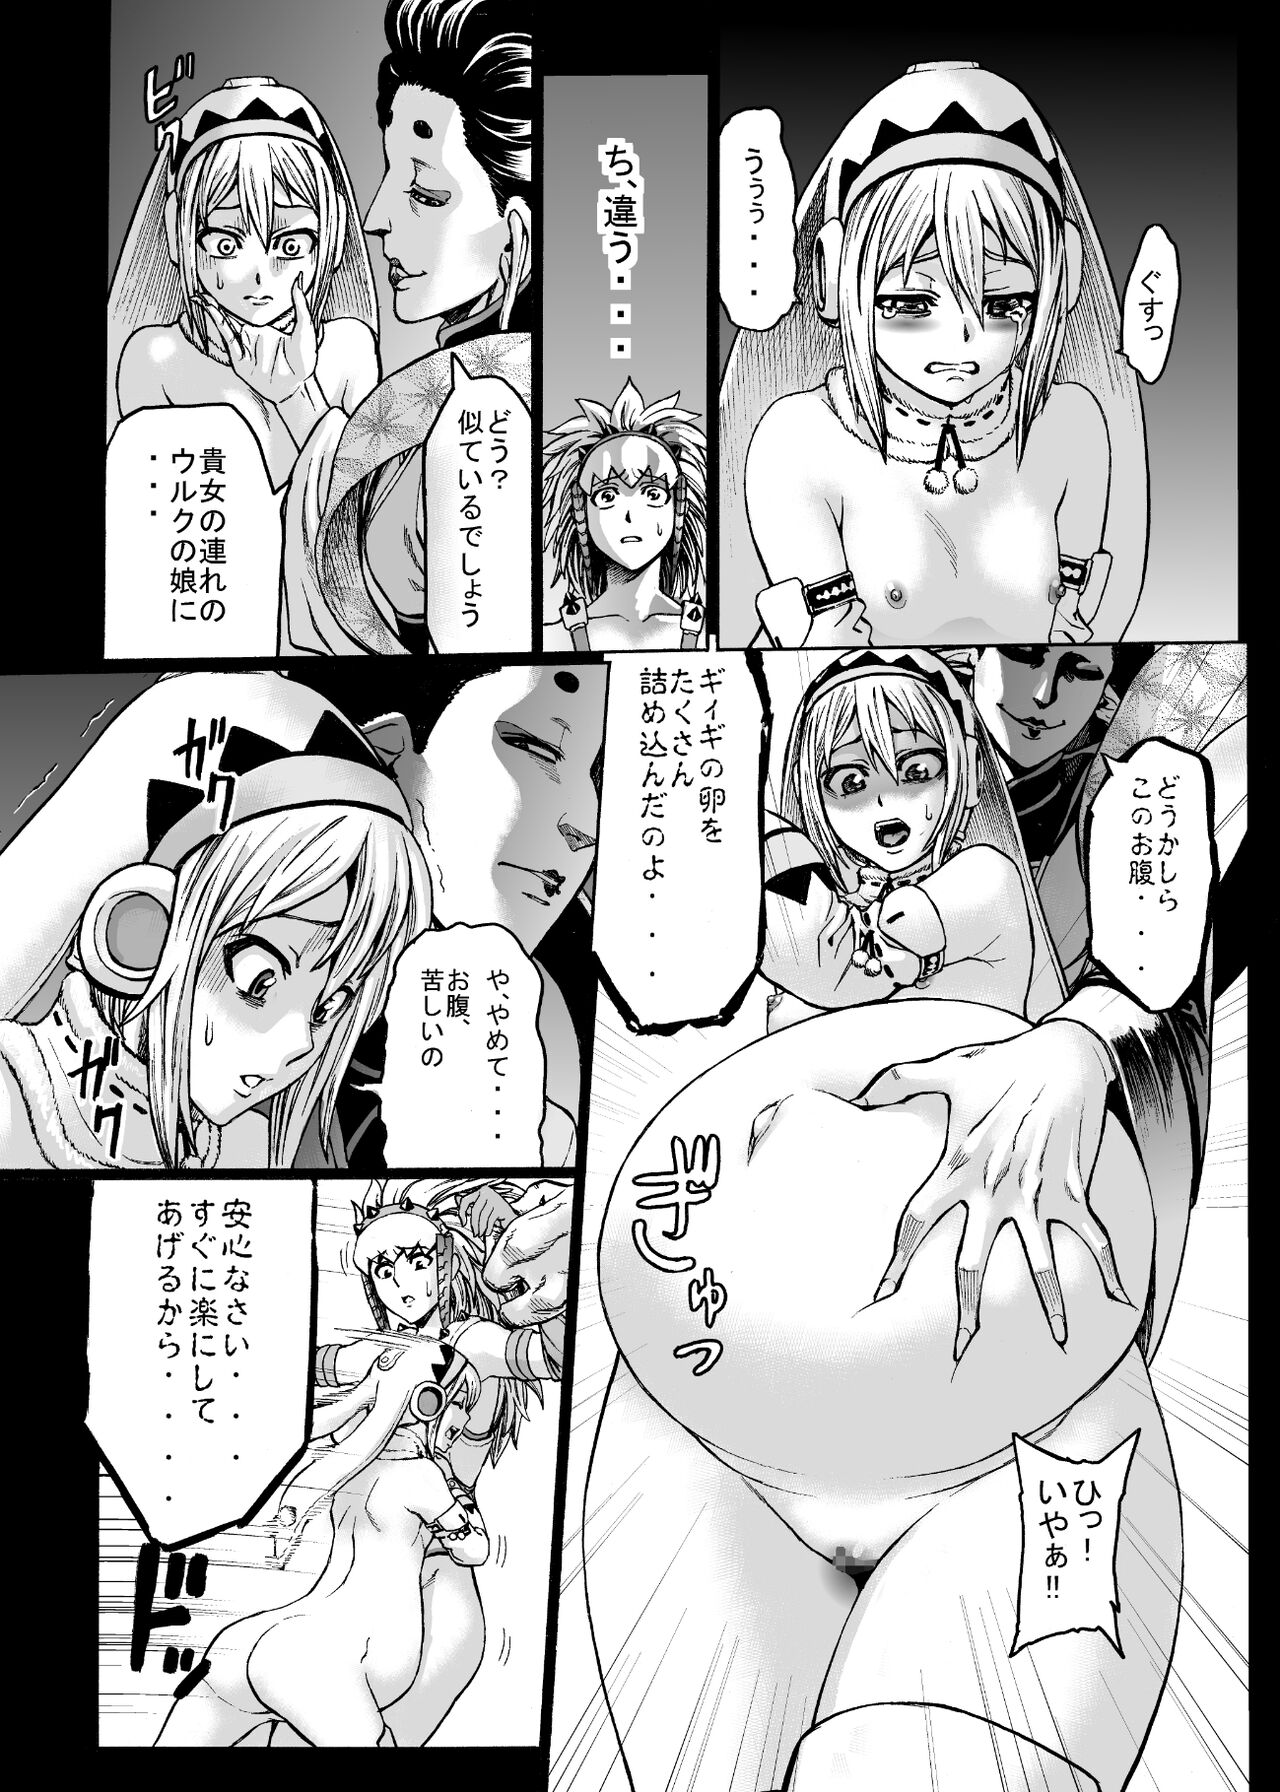 ぐすっ
うぅぅ・・・
ち、違う・・・
どう？
似ているでしょう
貴女の連れの
ウルクの娘に
・・・
ビクッ
どうかしら
このお腹・・・
ギィギの卵を
たくさん
詰め込んだのよ・・・
ぎゅっ
ひっ！
いやぁ!!
や、やめて・・・
お腹、
苦しいの
ガクガク
安心なさい・・・
すぐに楽にして
あげるから・・・
ドンッ